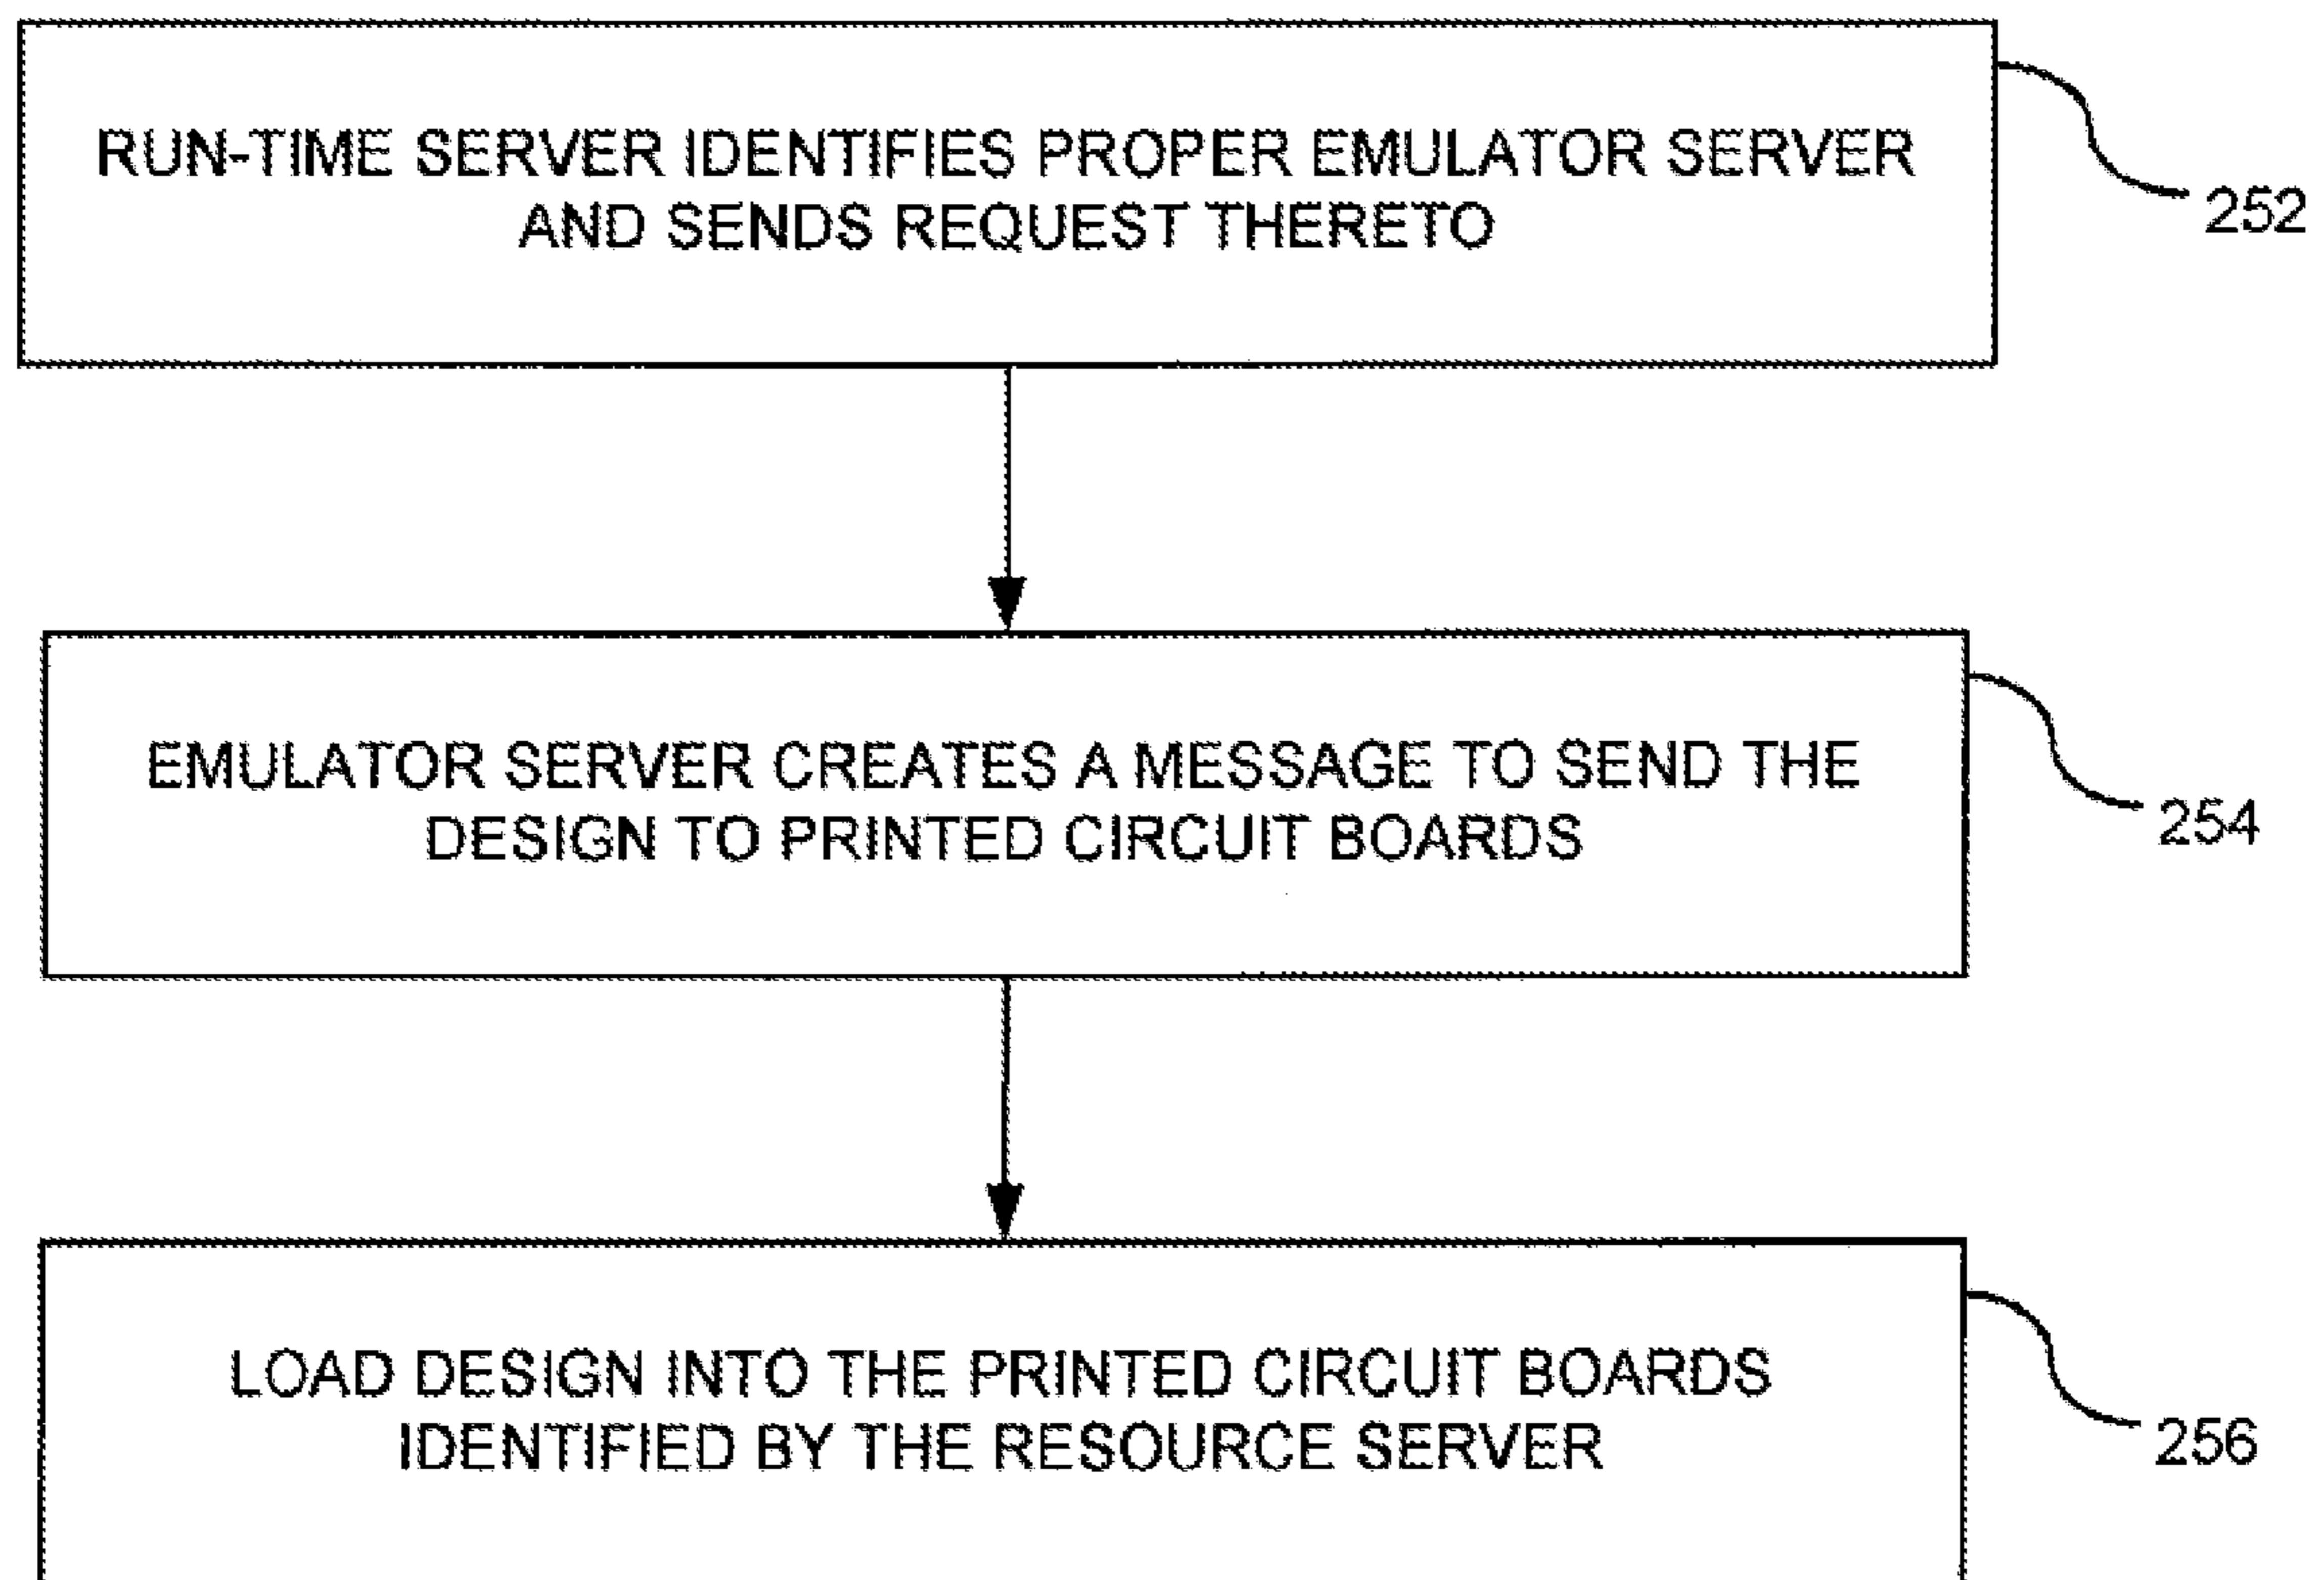 RUN-TIME SERVER IDENTIFIES PROPER EMULATOR SERVER
AND SENDS REQUEST THERETO
252
EMULATOR SERVER CREATES A MESSAGE TO SEND THE
DESIGN TO PRINTED CIRCUIT BOARDS
254
LOAD DESIGN INTO THE PRINTED CIRCUIT BOARDS
IDENTIFIED BY THE RESOURCE SERVER
256